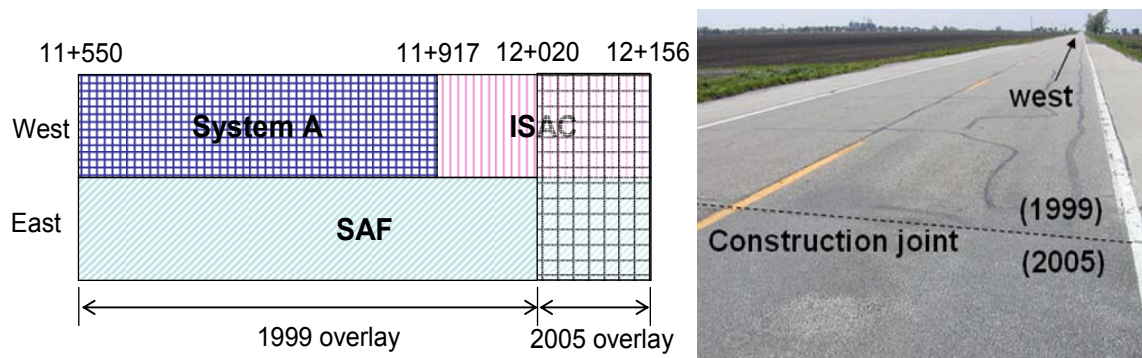 11+550 11+917 12+020 12+156
West
System A
ISAC
East
SAF
1999 overlay
2005 overlay
west
(1999)
Construction joint
(2005)